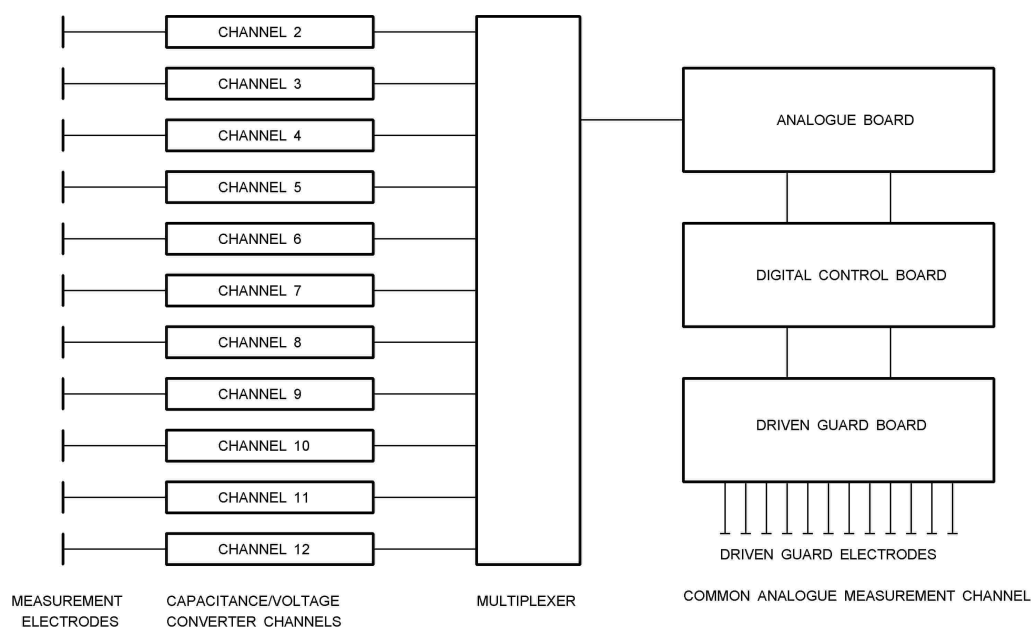 CHANNEL 2
CHANNEL 3
CHANNEL 4
CHANNEL 5
CHANNEL 6
CHANNEL 7
CHANNEL 8
CHANNEL 9
CHANNEL 10
CHANNEL 11
CHANNEL 12
ANALOGUE BOARD
DIGITAL CONTROL BOARD
DRIVEN GUARD BOARD
DRIVEN GUARD ELECTRODES
MEASUREMENT
ELECTRODES
CAPACITANCE/VOLTAGE
CONVERTER CHANNELS
MULTIPLEXER
COMMON ANALOGUE MEASUREMENT CHANNEL